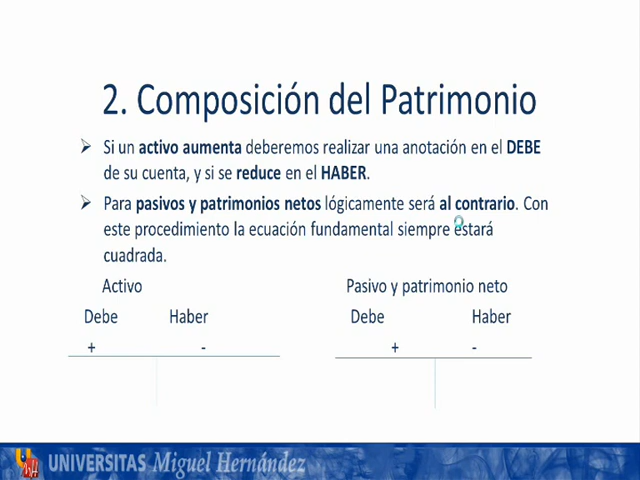 2. Composición del Patrimonio
Si un activo aumenta deberemos realizar una anotación en el DEBE
de su cuenta, y si se reduce en el HABER.
Para pasivos y patrimonios netos lógicamente será al contrario. Con
este procedimiento la ecuación fundamental siempre estará
cuadrada.
Activo
Pasivo y patrimonio neto
Debe Haber
Debe Haber
+ -
+ -
UNIVERSITAS Miguel Hernández